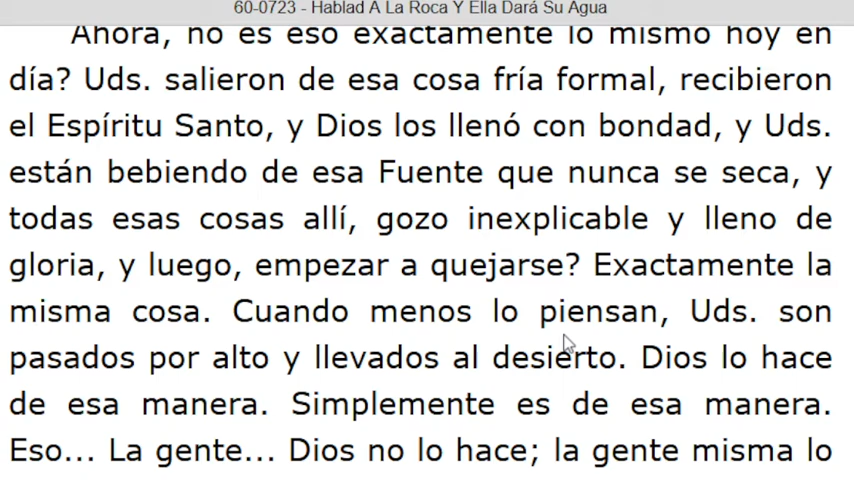 60-0723 - Hablad A La Roca Y Ella Dará Su Agua
Ahora, no es eso exactamente lo mismo hoy en
día? Uds. salieron de esa cosa fría formal, recibieron
el Espíritu Santo, y Dios los llenó con bondad, y Uds.
están bebiendo de esa Fuente que nunca se seca, y
todas esas cosas allí, gozo inexplicable y lleno de
gloria, y luego, empezar a quejarse? Exactamente la
misma cosa. Cuando menos lo piensan, Uds. son
pasados por alto y llevados al desierto. Dios lo hace
de esa manera. Simplemente es de esa manera.
Eso... La gente... Dios no lo hace; la gente misma lo